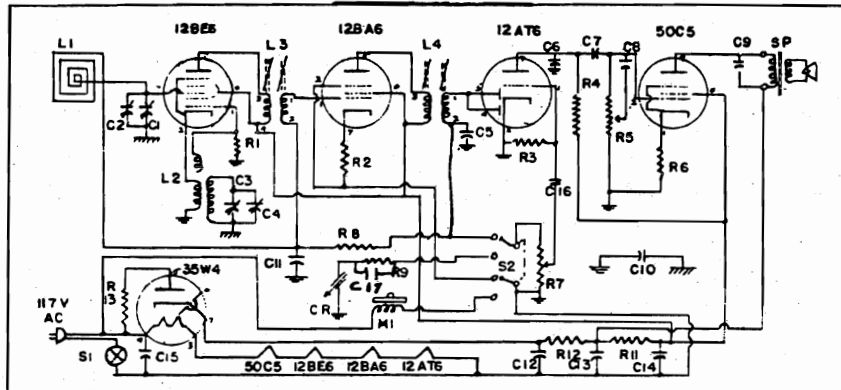 12BE6 12BA6 12AT6 50C5
L1 L3 L4 C6 C7 C8 C9 SP
C2 C1 R1 R2 C5 R3 R4 R5 R6
L2 C3 C4 C16
R8 S2 R7 C10
C11 R9
C17
CR
M1
35W4
117V
AC
R
13
S1 C15
C12 R12 C13 R11 C14
50C5 12BE6 12BA6 12AT6